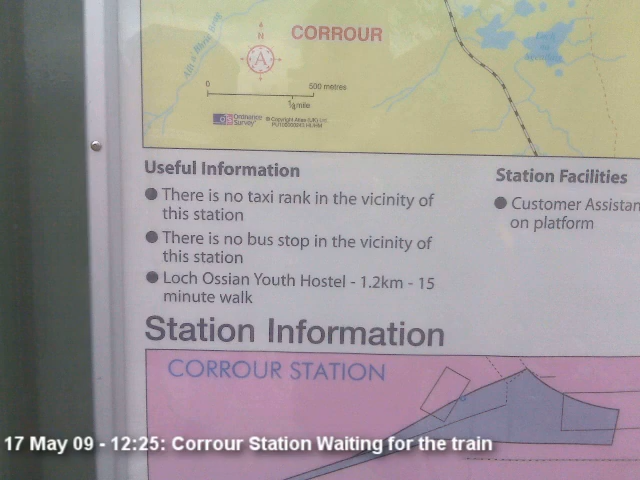 N
CORROUR
A
0 500 metres
¼ mile
Ordnance
Survey
Useful Information
● There is no taxi rank in the vicinity of
this station
● There is no bus stop in the vicinity of
this station
● Loch Ossian Youth Hostel - 1.2km - 15
minute walk
Station Facilities
● Customer Assistan
on platform
Station Information
CORROUR STATION
17 May 09 - 12:25: Corrour Station Waiting for the train